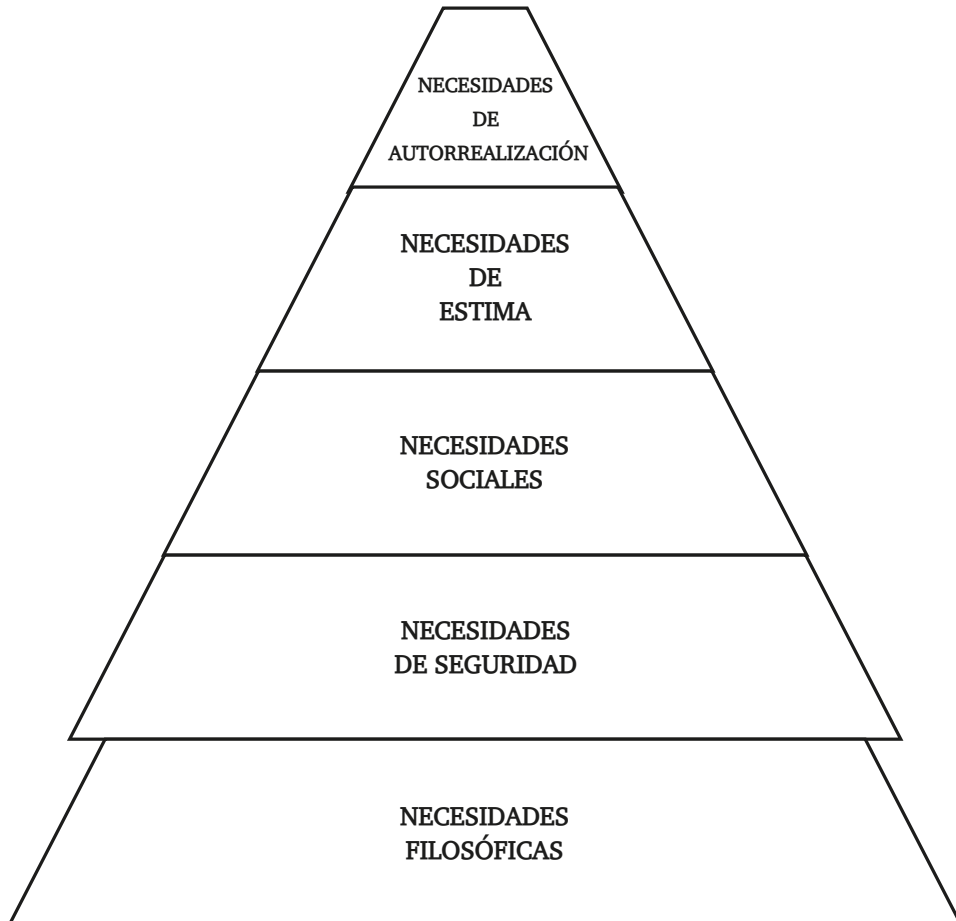 NECESIDADES
DE
AUTORREALIZACIÓN
NECESIDADES
DE
ESTIMA
NECESIDADES
SOCIALES
NECESIDADES
DE SEGURIDAD
NECESIDADES
FILOSÓFICAS